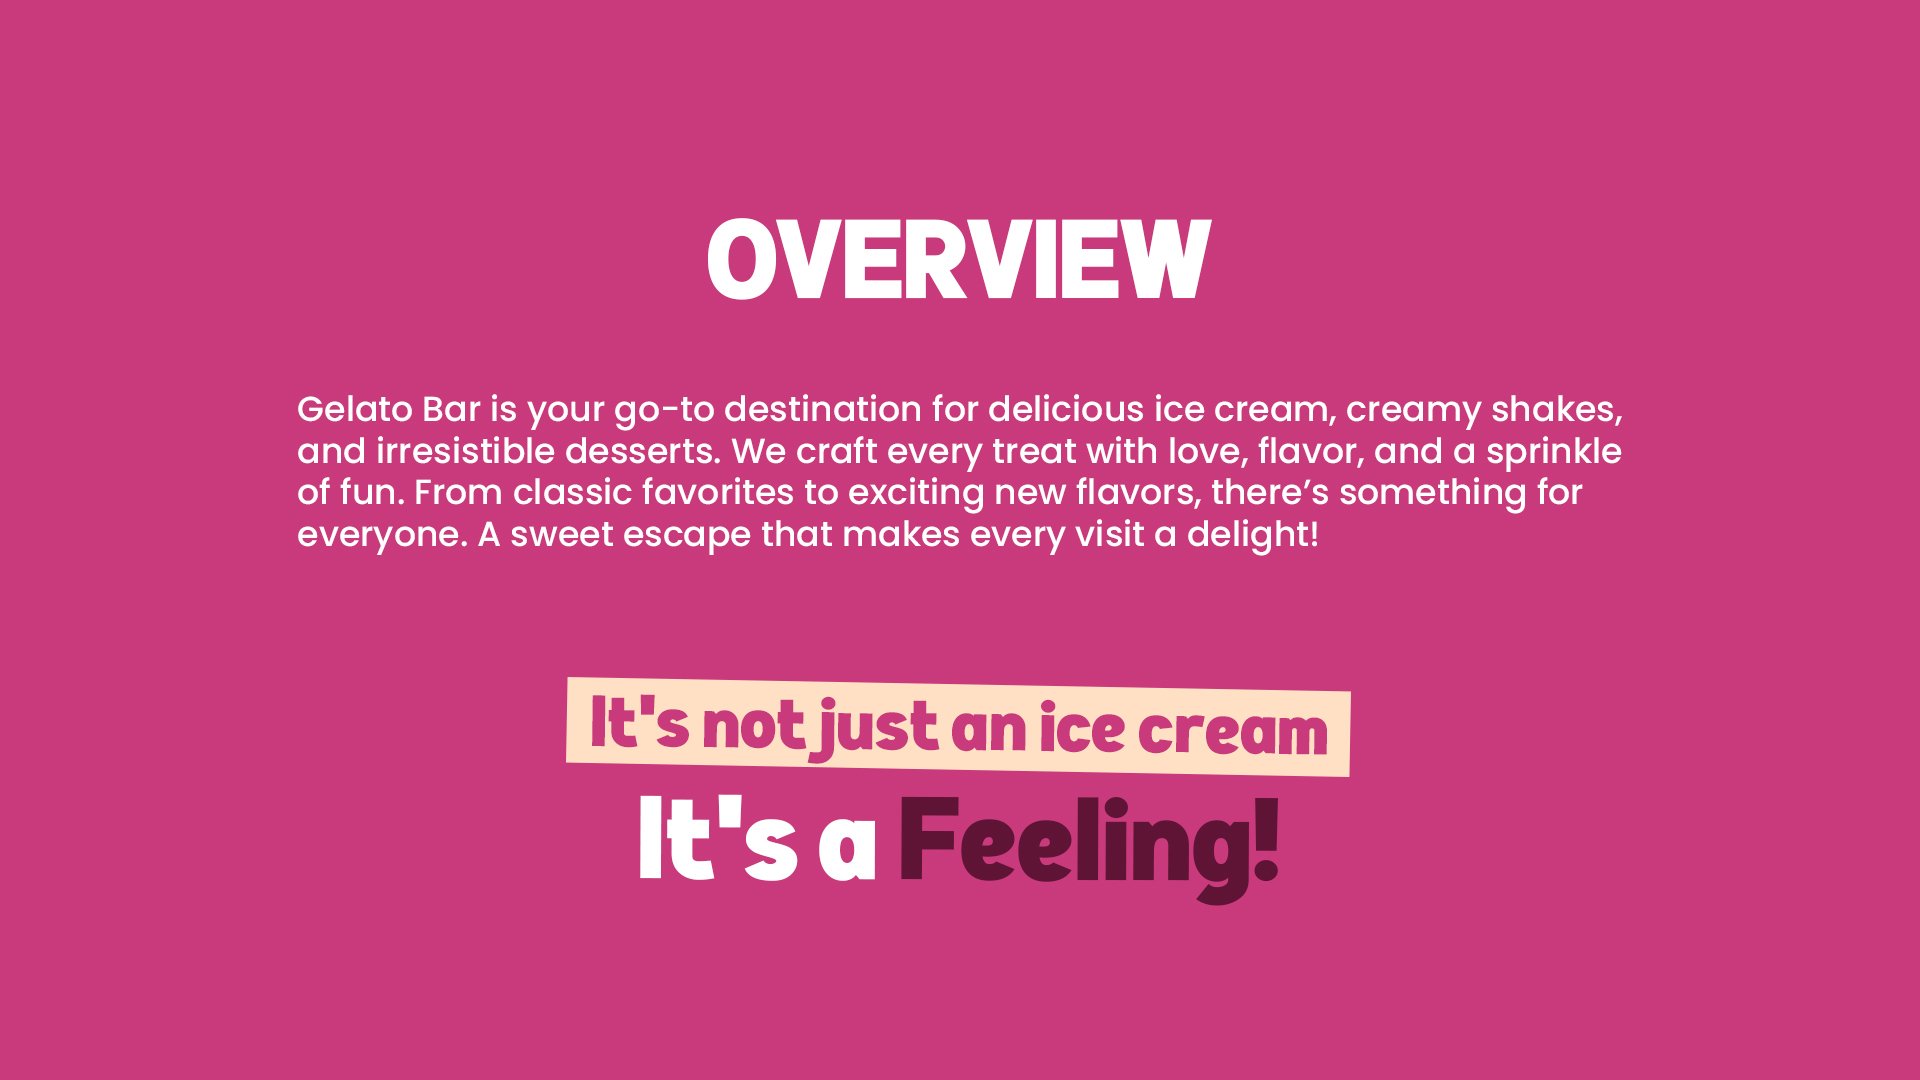 OVERVIEW
Gelato Bar is your go-to destination for delicious ice cream, creamy shakes,
and irresistible desserts. We craft every treat with love, flavor, and a sprinkle
of fun. From classic favorites to exciting new flavors, there’s something for
everyone. A sweet escape that makes every visit a delight!
It's not just an ice cream
It's a Feeling!